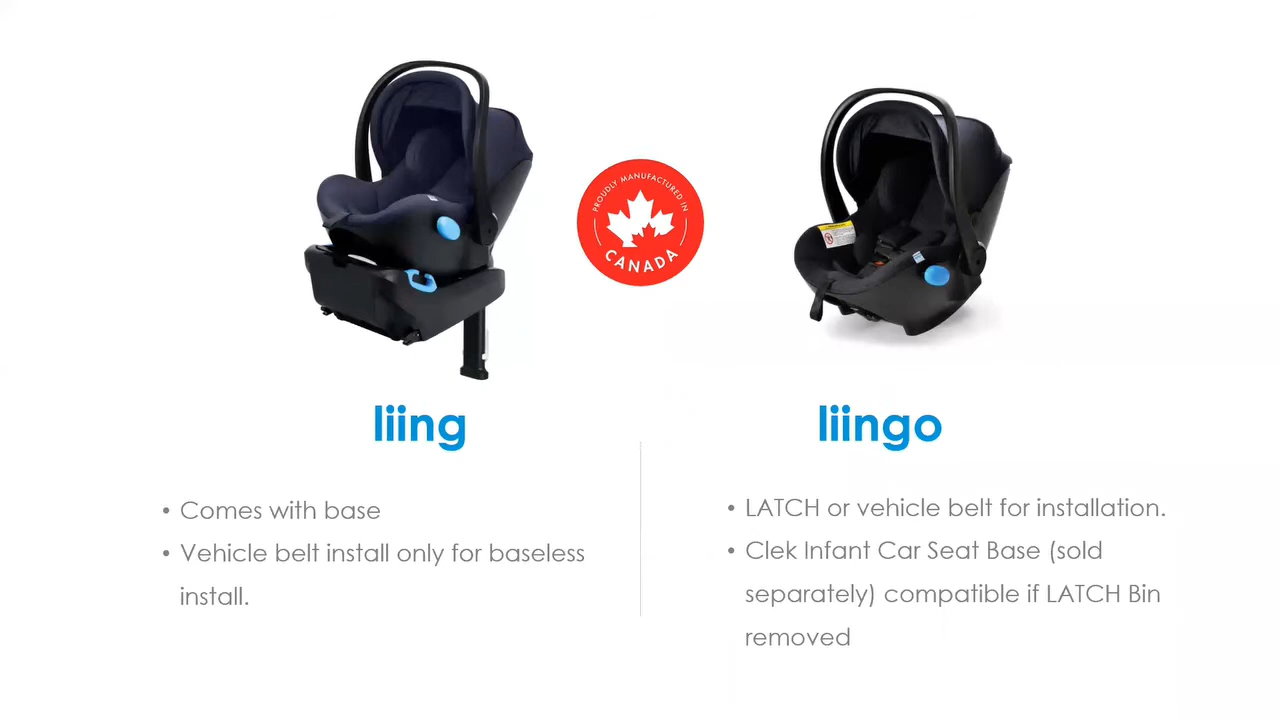 PROUDLY MANUFACTURED IN
CANADA
liing
• Comes with base
• Vehicle belt install only for baseless
install.
liingo
• LATCH or vehicle belt for installation.
• Clek Infant Car Seat Base (sold
separately) compatible if LATCH Bin
removed